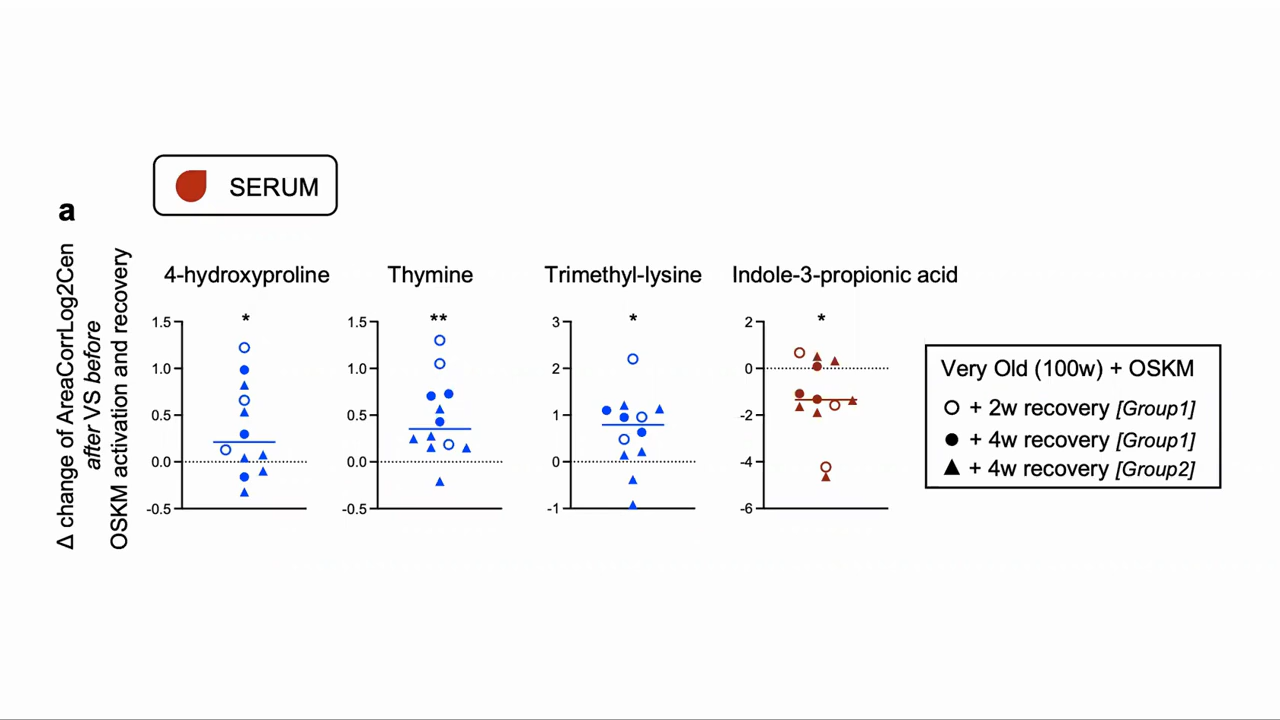 SERUM
a
Δ change of AreaCorrLog2Cen
after VS before
OSKM activation and recovery
4-hydroxyproline
*
1.5
1.0
0.5
0.0
-0.5
Thymine
**
1.5
1.0
0.5
0.0
-0.5
Trimethyl-lysine
*
3
2
1
0
-1
Indole-3-propionic acid
*
2
0
-2
-4
-6
Very Old (100w) + OSKM
+ 2w recovery [Group1]
+ 4w recovery [Group1]
+ 4w recovery [Group2]